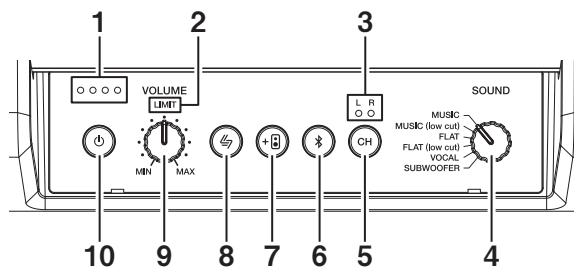 1 2 3
VOLUME
LIMIT
L R
SOUND
MUSIC
MUSIC (low cut)
FLAT
FLAT (low cut)
VOCAL
SUBWOOFER
CH
MIN MAX
10 9 8 7 6 5 4